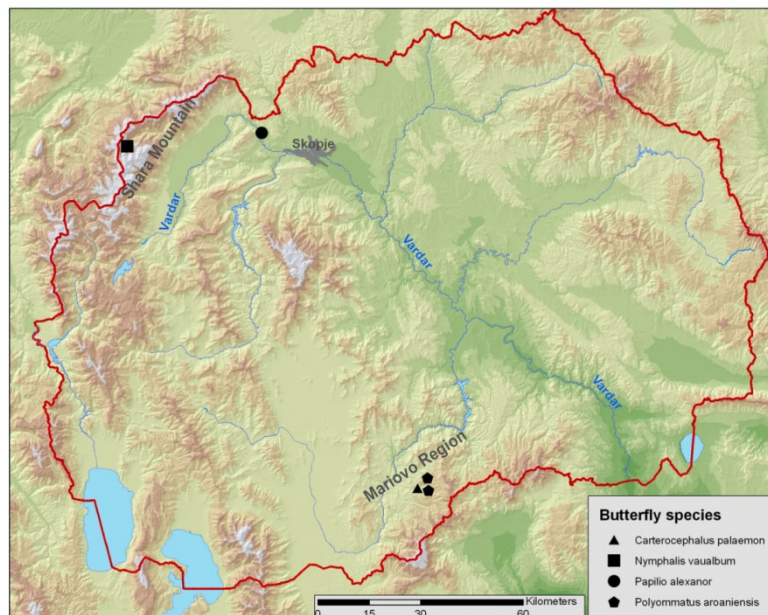 Shara Mountain
Skopje
Vardar
Vardar
Vardar
Mariovo Region
Butterfly species
Carterocephalus palaemon
Nymphalis vaualbum
Papilio alexanor
Polyommatus aroaniensis
Kilometers
0 15 30 60